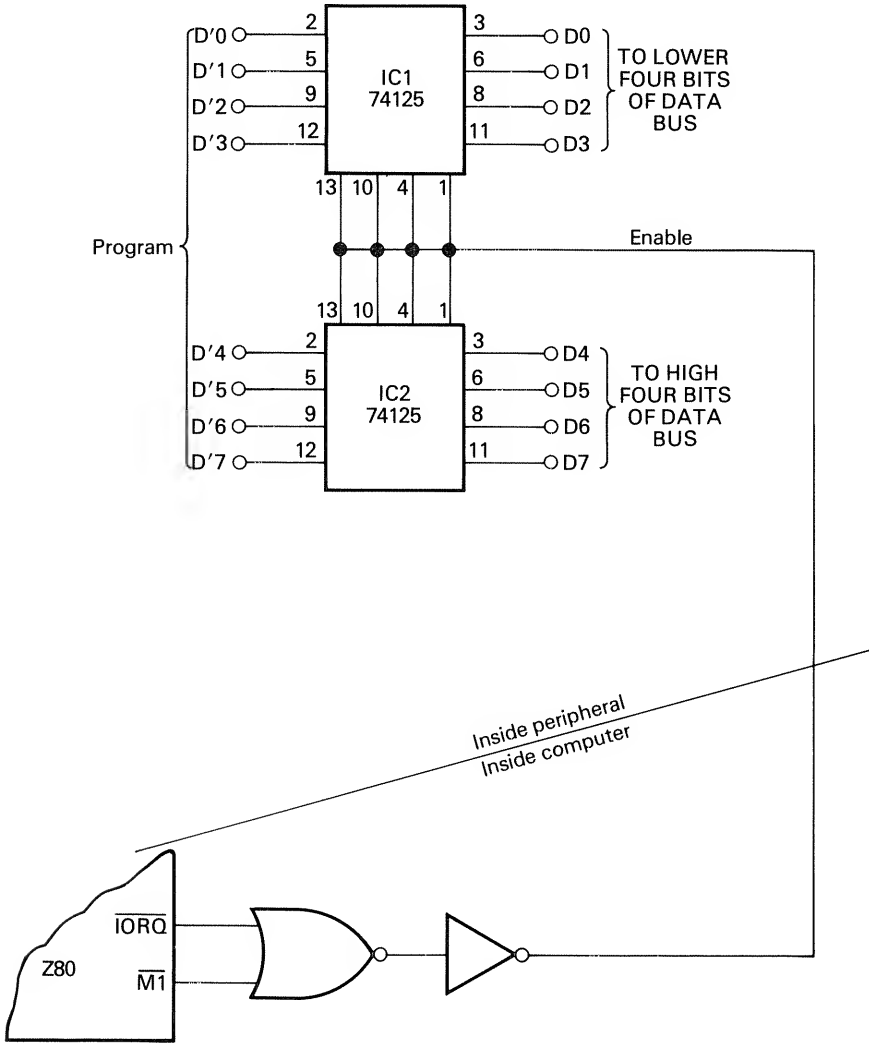 D'0 2 3 D0
D'1 5 6 D1
D'2 9 8 D2
D'3 12 11 D3
IC1
74125
TO LOWER
FOUR BITS
OF DATA
BUS
13 10 4 1
Program
Enable
13 10 4 1
D'4 2 3 D4
D'5 5 6 D5
D'6 9 8 D6
D'7 12 11 D7
IC2
74125
TO HIGH
FOUR BITS
OF DATA
BUS
Inside peripheral
Inside computer
I̅O̅R̅Q̅
Z80
M̅1̅